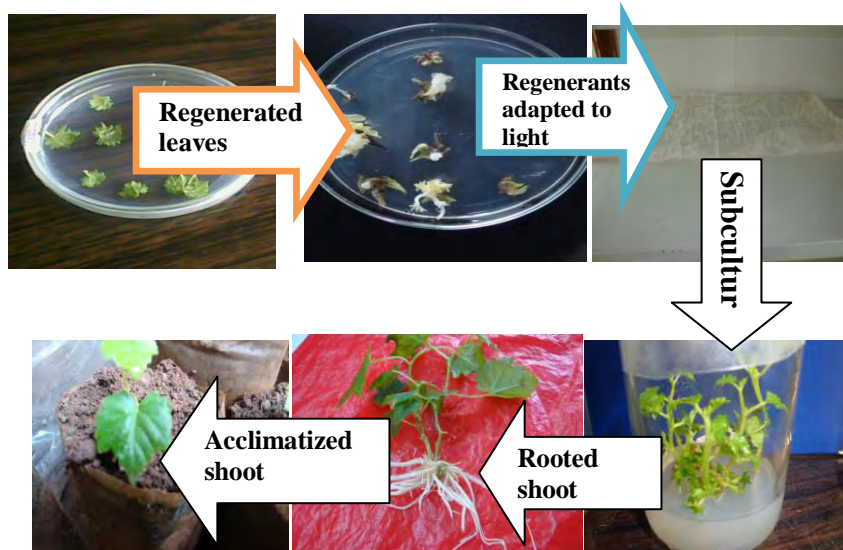 Regenerated
leaves
Regenerants
adapted to
light
Subcultur
Rooted
shoot
Acclimatized
shoot